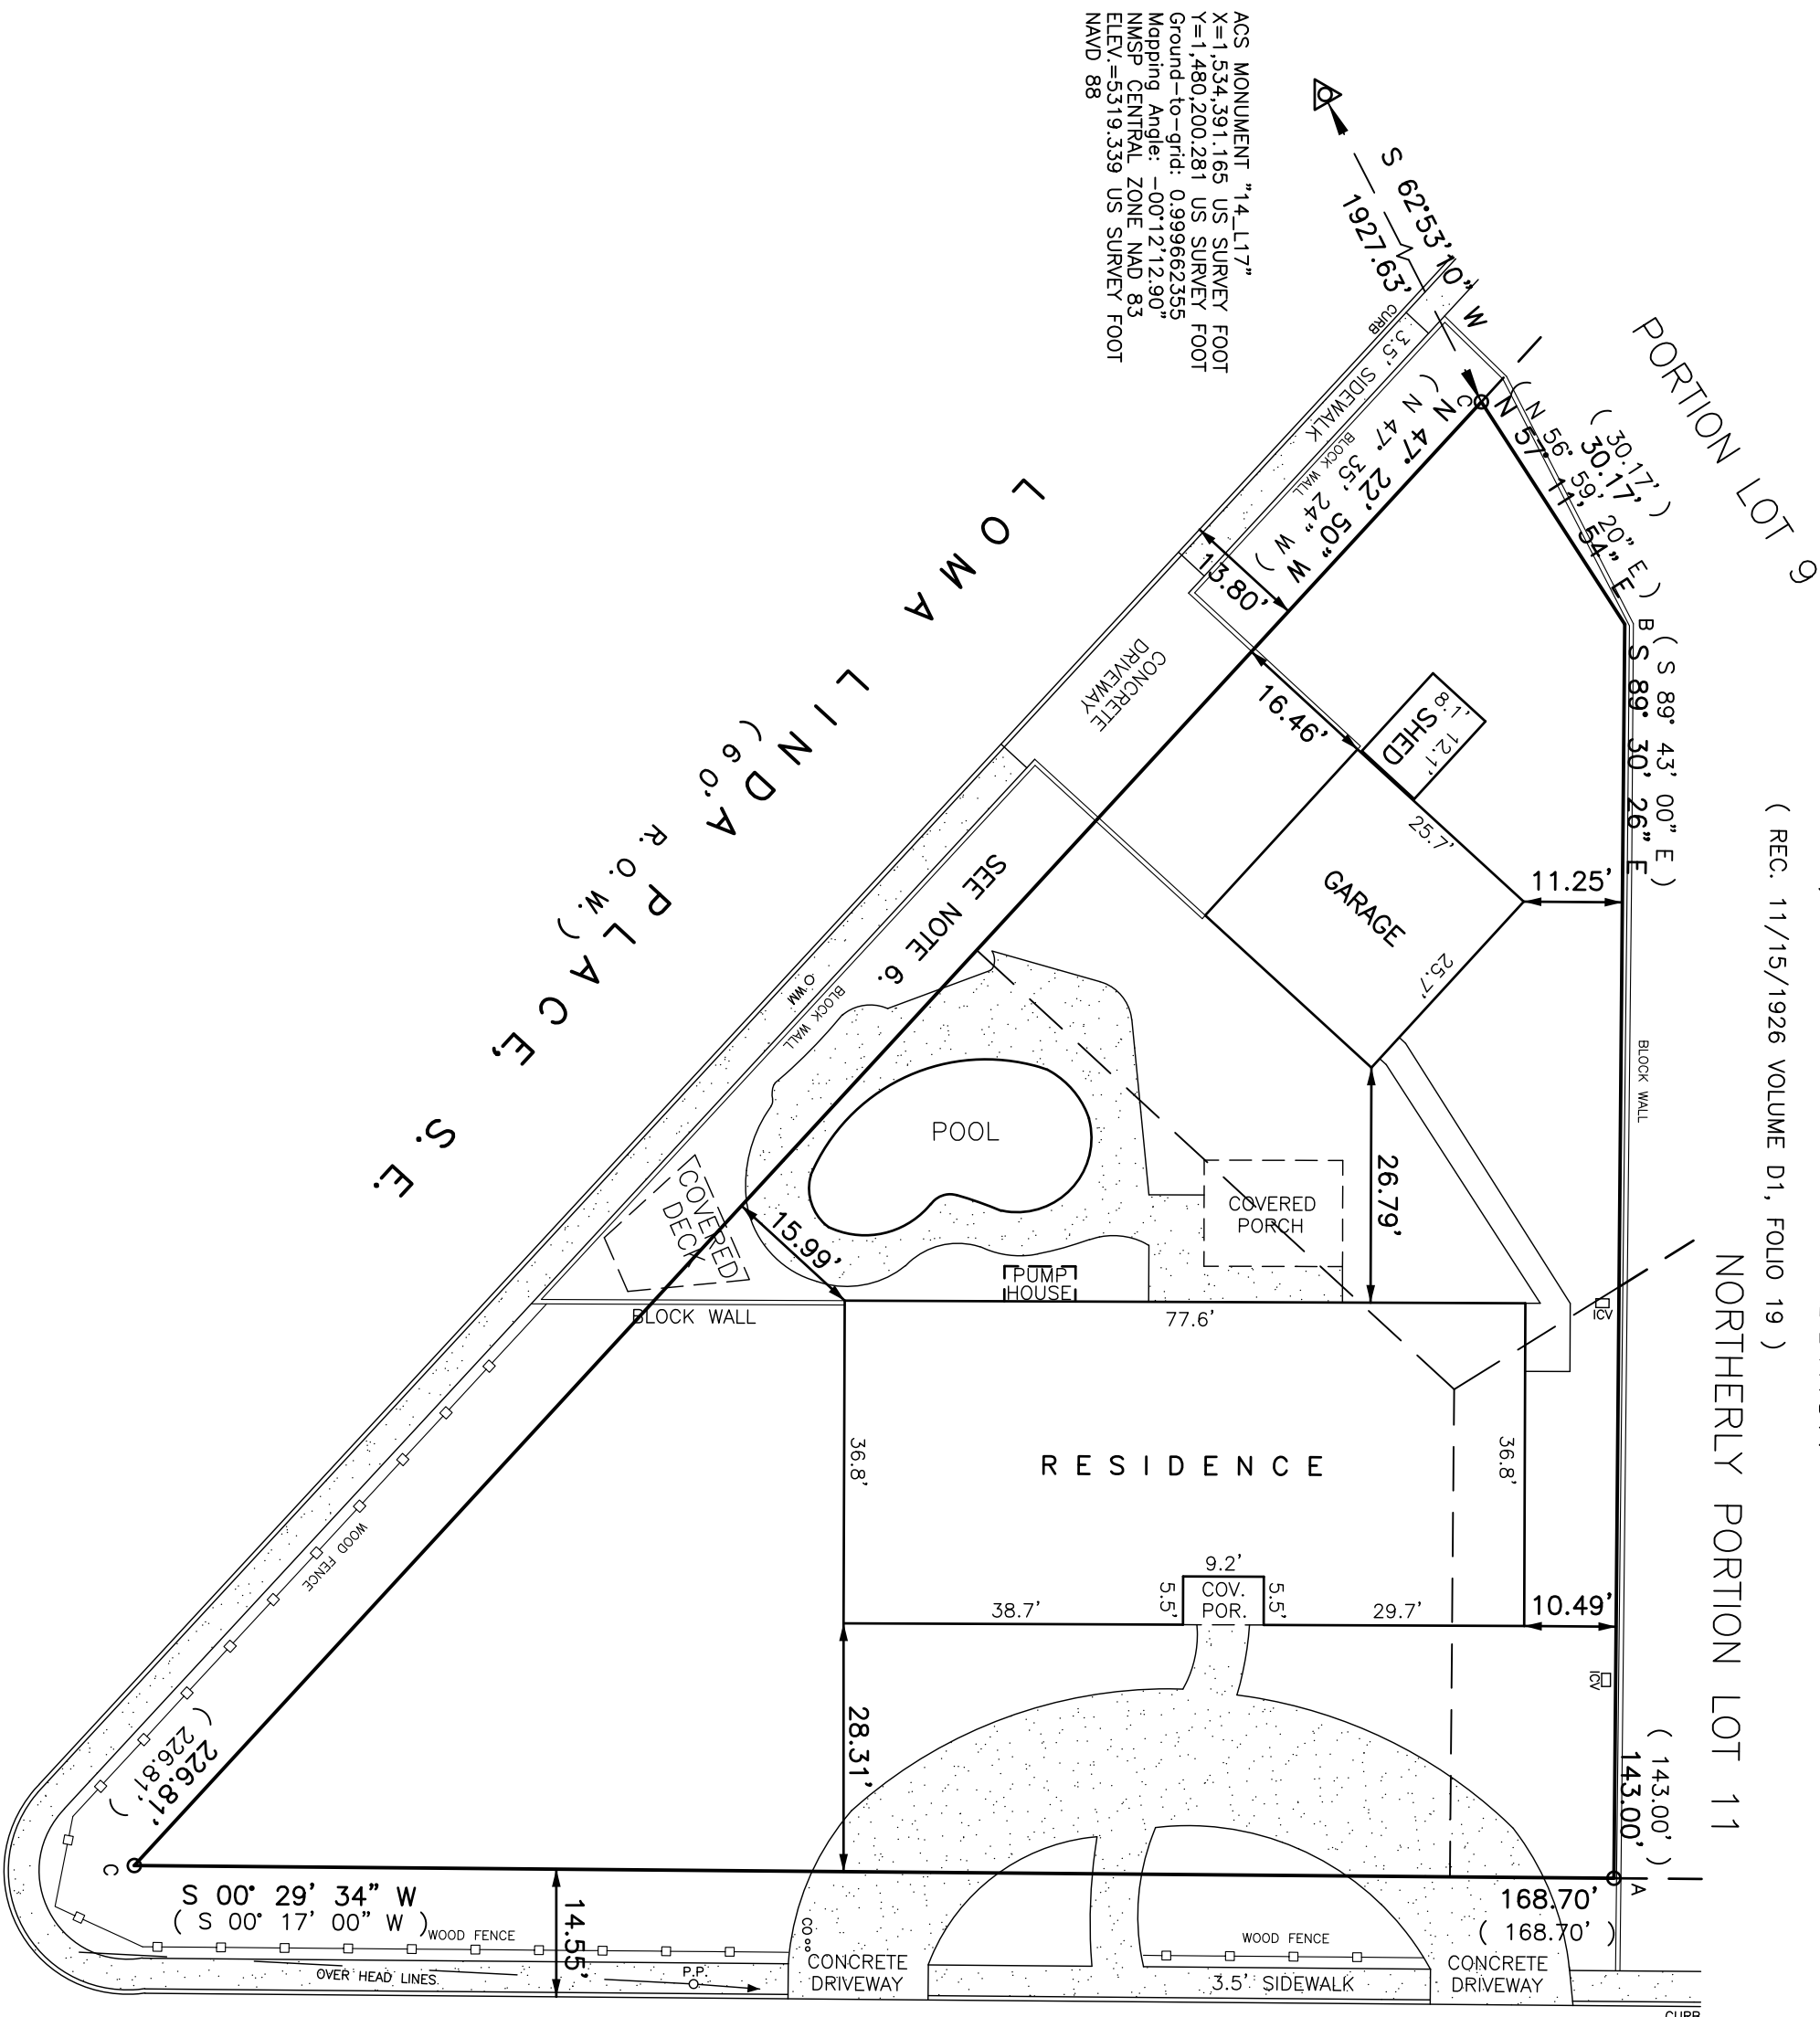 ACS MONUMENT "14_L17"
X=1,534,391.165 US SURVEY FOOT
Y=1,480,200.281 US SURVEY FOOT
Ground-to-grid: 0.999662355
Mapping Angle: -00°12'12.90"
NMSP CENTRAL ZONE NAD 83
ELEV.=5319.339 US SURVEY FOOT
NAVD 88
S 62°53'10" W
1927.63'
PORTION LOT 9
( 30.17' )
30.17'
( N 56° 59' 20" E )
N 57° 11' 54" E
C
N 47° 22' 50" W
( N 47° 35' 24" W )
BLOCK WALL
3.5' SIDEWALK
CURB
13.80'
B
( S 89° 43' 00" E )
S 89° 30' 26" E
( REC. 11/15/1926 VOLUME D1, FOLIO 19 )
NORTHERLY PORTION LOT 11
CONCRETE
DRIVEWAY
16.46'
8.1'
12.1'
SHED
25.7'
GARAGE
25.7'
11.25'
BLOCK WALL
LOMA LINDA PLACE, S.E.
( 60.0' R.O.W. )
SEE NOTE 6.
WM
BLOCK WALL
POOL
COVERED
PORCH
26.79'
COVERED
DECK
15.99'
PUMP
HOUSE
BLOCK WALL
77.6'
ICV
36.8'
RESIDENCE
36.8'
WOOD FENCE
9.2'
5.5'
COV.
POR.
5.5'
38.7'
29.7'
10.49'
ICV
28.31'
( 143.00' )
143.00'
226.81'
( 226.81' )
C
A
S 00° 29' 34" W
( S 00° 17' 00" W )
168.70'
( 168.70' )
14.55'
WOOD FENCE
CO
WOOD FENCE
OVER HEAD LINES
P.P.
CONCRETE
DRIVEWAY
3.5' SIDEWALK
CONCRETE
DRIVEWAY
CURB